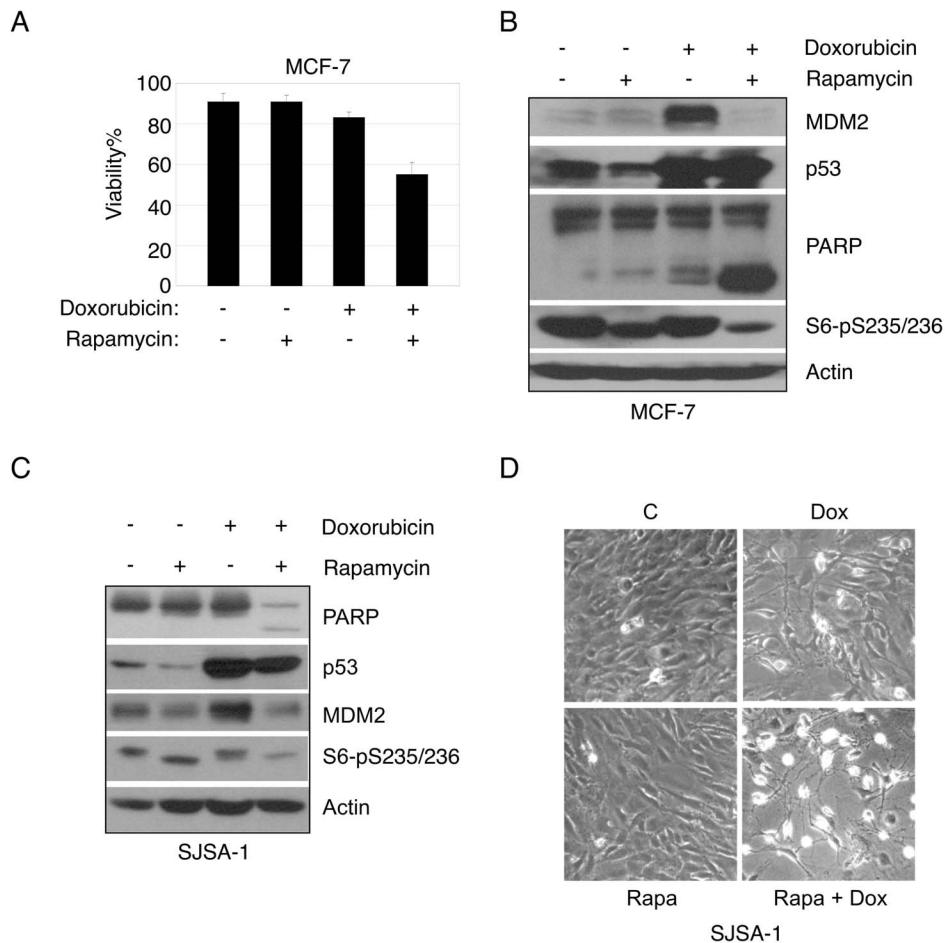 A
MCF-7
Viability%
100
80
60
40
20
0
Doxorubicin: - - + +
Rapamycin: - + - +
B
- - + + Doxorubicin
- + - + Rapamycin
MDM2
p53
PARP
S6-pS235/236
Actin
MCF-7
C
- - + + Doxorubicin
- + - + Rapamycin
PARP
p53
MDM2
S6-pS235/236
Actin
SJSA-1
D
C Dox
Rapa Rapa + Dox
SJSA-1